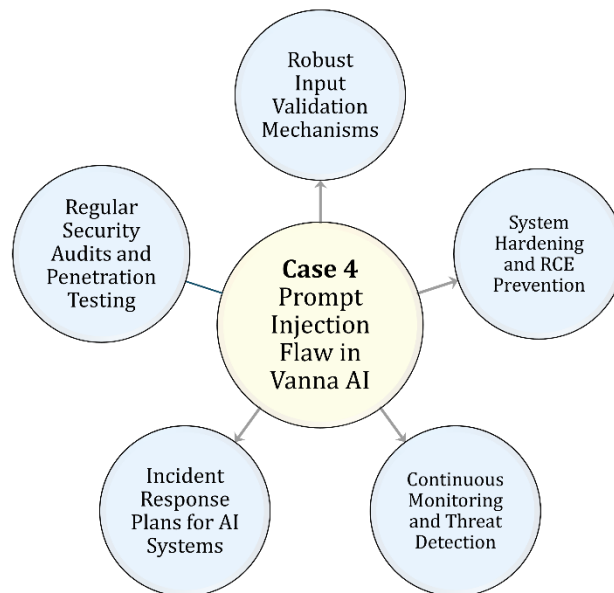 Robust
Input
Validation
Mechanisms
Regular
Security
Audits and
Penetration
Testing
System
Hardening
and RCE
Prevention
Case 4
Prompt
Injection
Flaw in
Vanna AI
Incident
Response
Plans for AI
Systems
Continuous
Monitoring
and Threat
Detection